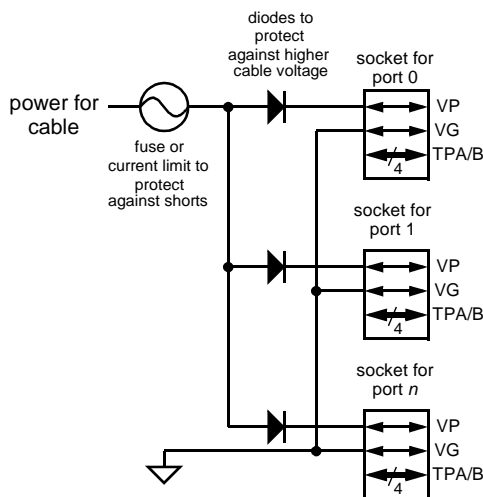 diodes to
protect
against higher
cable voltage
socket for
port 0
power for
cable
VP
VG
TPA/B
4
fuse or
current limit to
protect
against shorts
socket for
port 1
VP
VG
TPA/B
4
socket for
port n
VP
VG
TPA/B
4